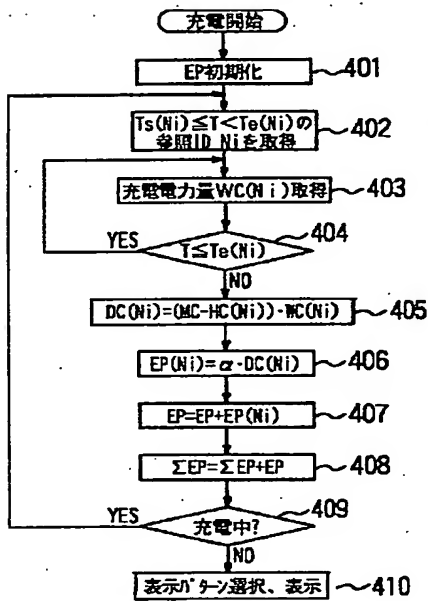 充電開始
EP初期化
401
Ts(Ni)≦T<Te(Ni)の
参照ID Niを取得
402
充電電力量WC(Ni)取得
403
YES
T≦Te(Ni)
404
NO
DC(Ni)=(MC-HC(Ni))-WC(Ni)
405
EP(Ni)=α·DC(Ni)
406
EP=EP+EP(Ni)
407
ΣEP=ΣEP+EP
408
YES
充電中?
409
NO
表示パターン選択、表示
410